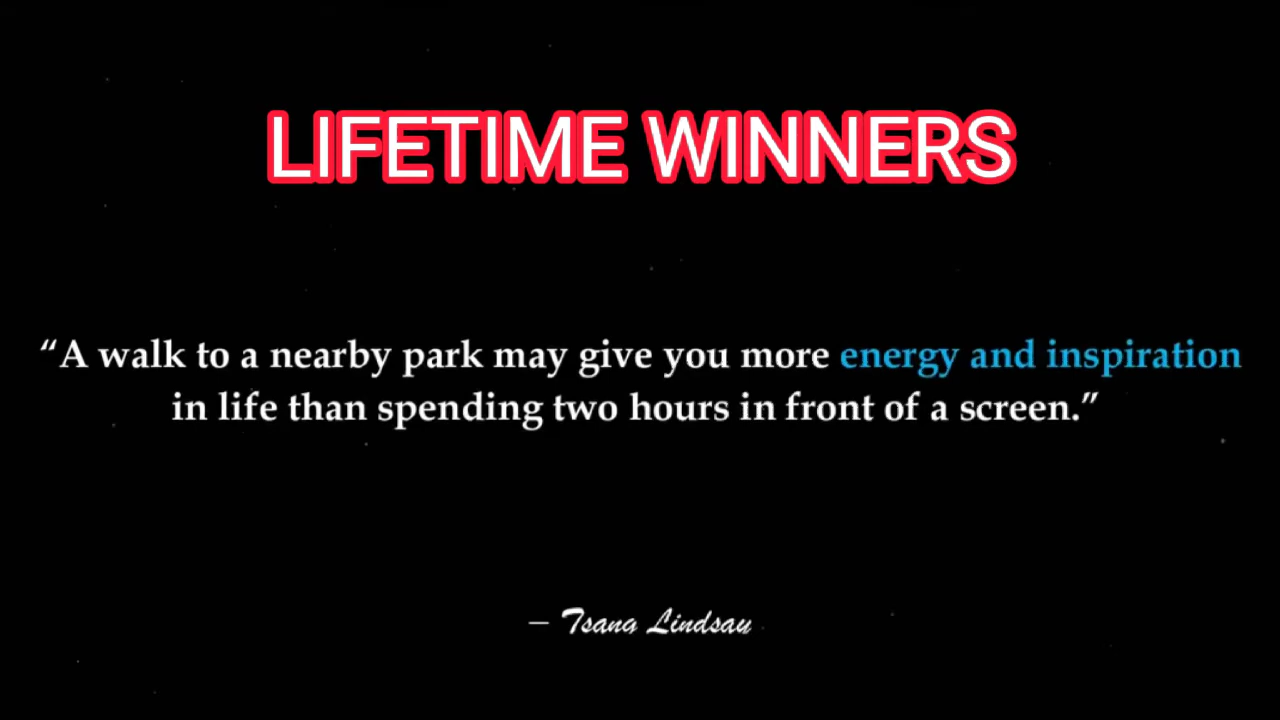 LIFETIME WINNERS
“A walk to a nearby park may give you more energy and inspiration
in life than spending two hours in front of a screen.”
– Tsang Lindsay